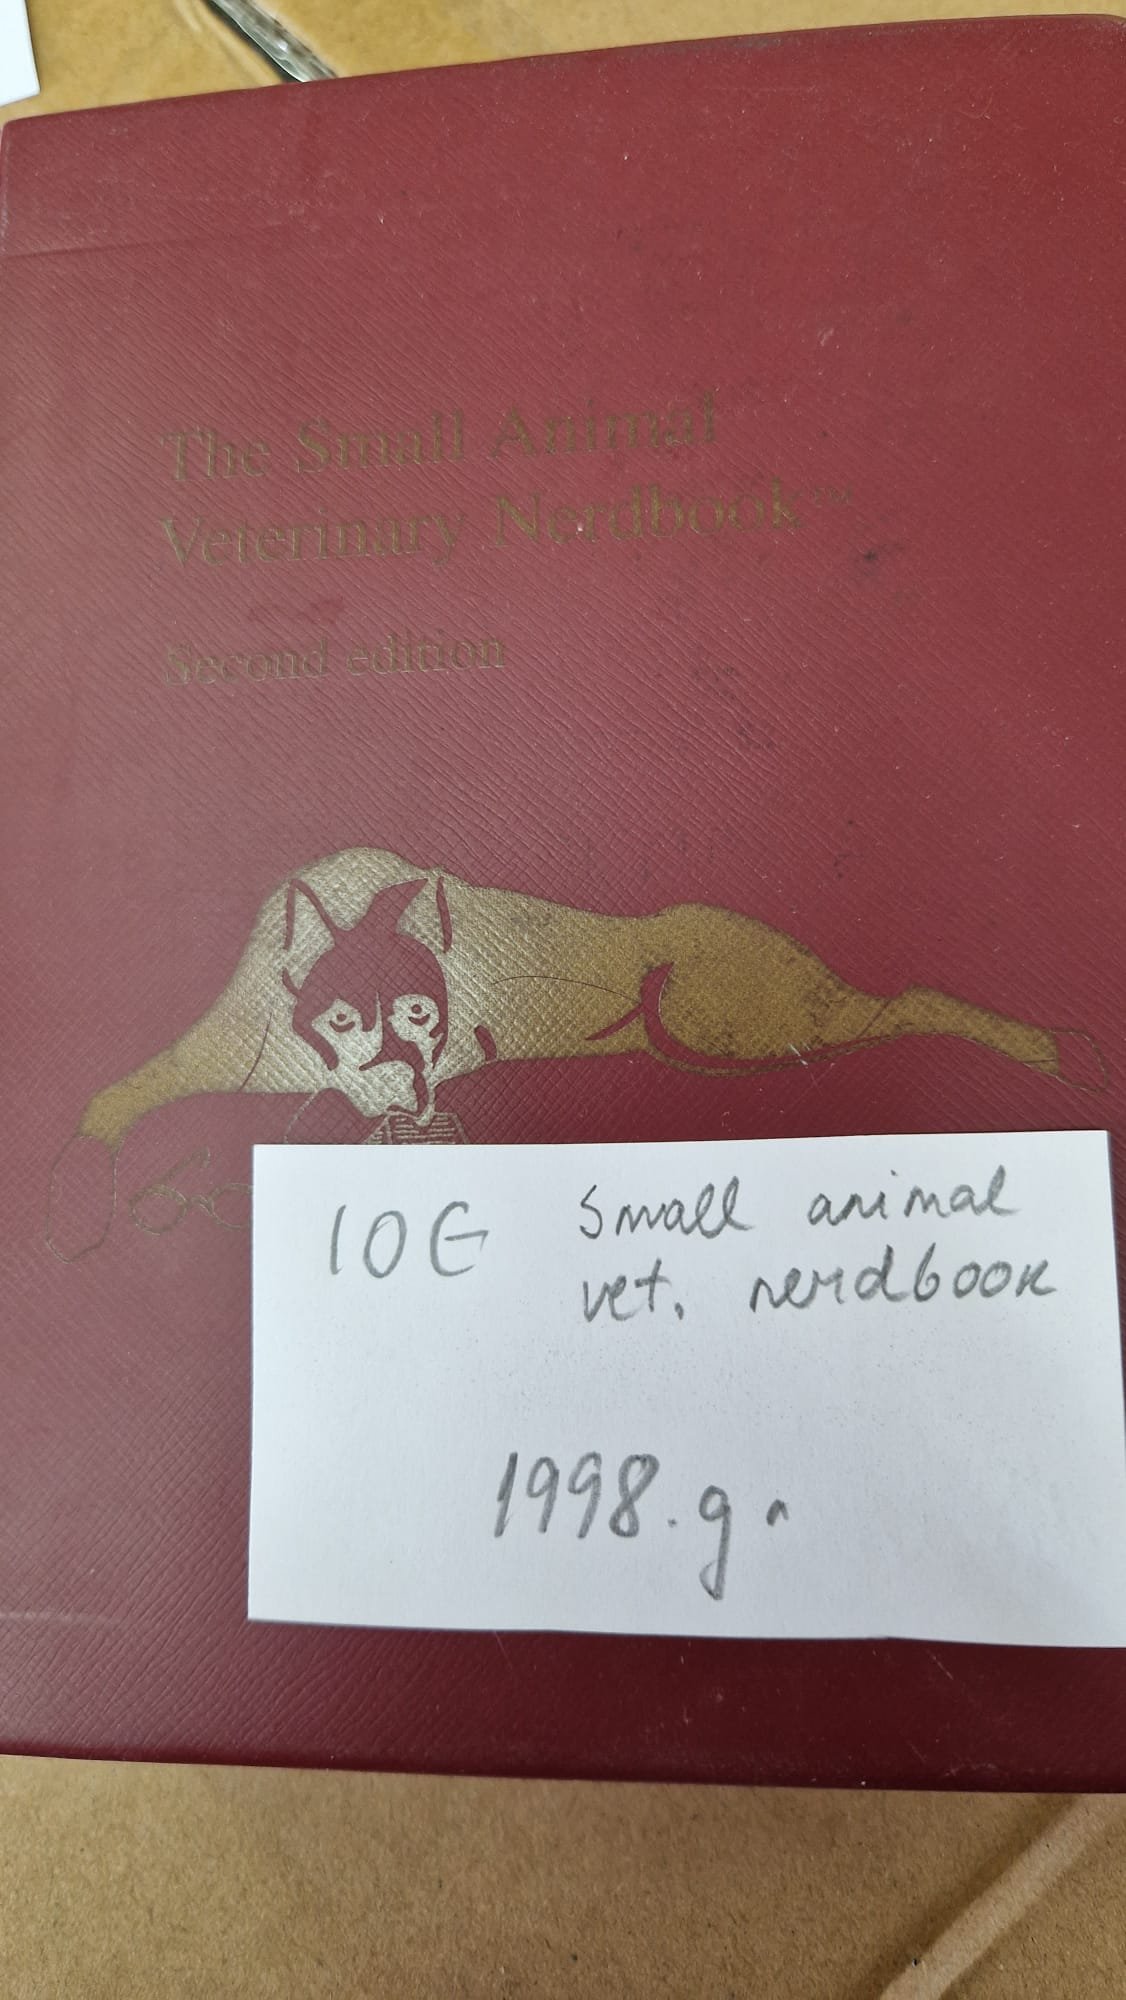 The Small Animal
Veterinary Nerdbook™
Second edition
10 € small animal
vet. nerdbook
1998.g.